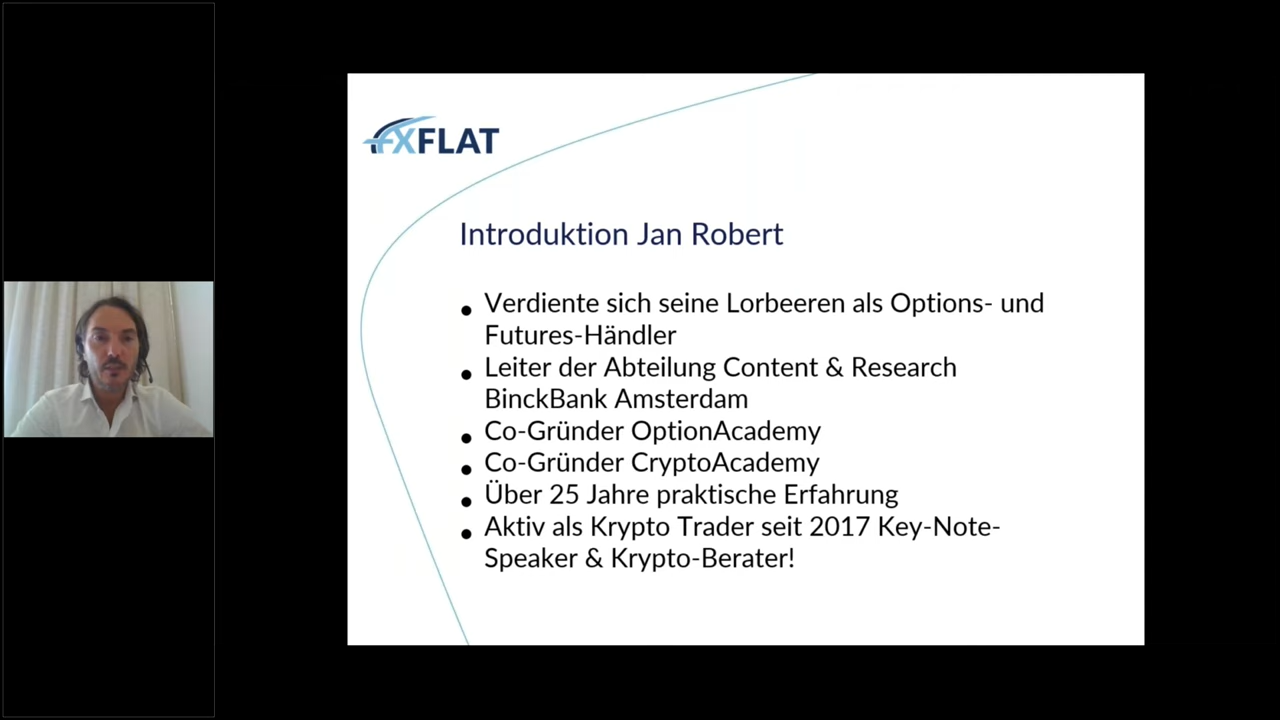 FXFLAT
Introduktion Jan Robert
Verdiente sich seine Lorbeeren als Options- und
Futures-Händler
Leiter der Abteilung Content & Research
BinckBank Amsterdam
Co-Gründer OptionAcademy
Co-Gründer CryptoAcademy
Über 25 Jahre praktische Erfahrung
Aktiv als Krypto Trader seit 2017 Key-Note-
Speaker & Krypto-Berater!